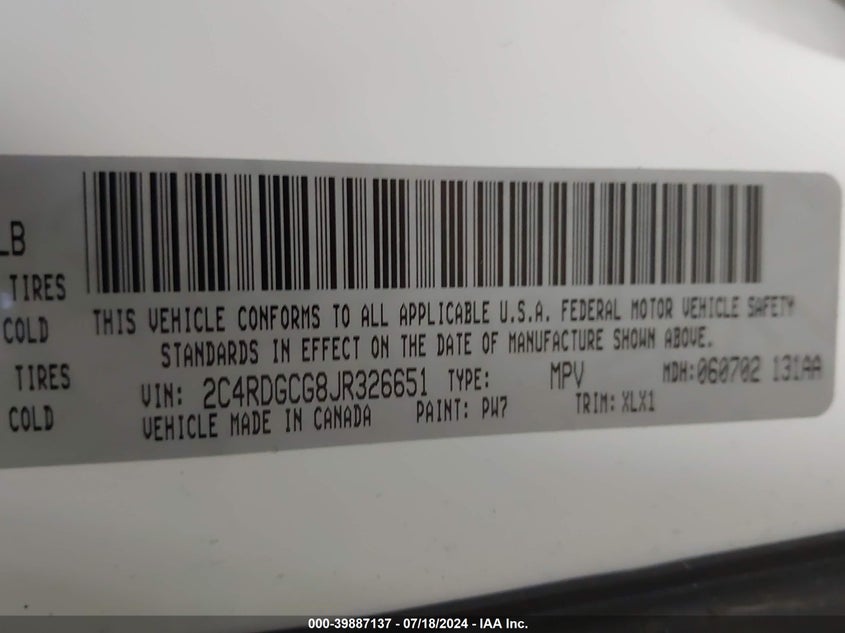 LB
TIRES
COLD
TIRES
COLD
THIS VEHICLE CONFORMS TO ALL APPLICABLE U.S.A. FEDERAL MOTOR VEHICLE SAFETY
STANDARDS IN EFFECT ON THE DATE OF MANUFACTURE SHOWN ABOVE.
VIN: 2C4RDGCG8JR326651 TYPE: MPV MDH: 060702 131AA
VEHICLE MADE IN CANADA PAINT: PW7 TRIM: XLX1
000-39887137 - 07/18/2024 - IAA Inc.